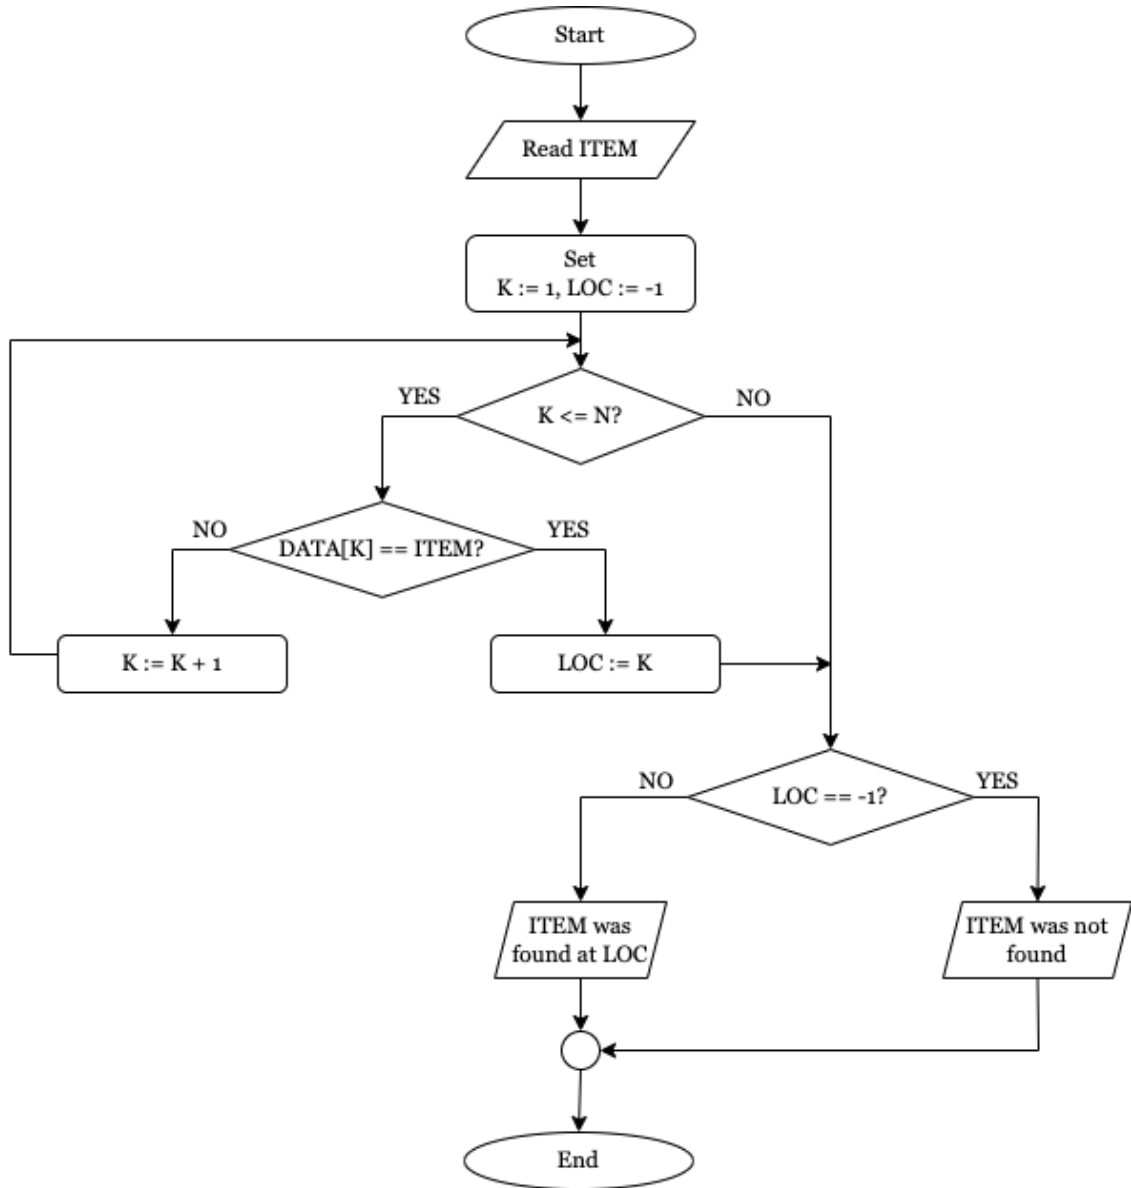 Start
Read ITEM
Set
K := 1, LOC := -1
YES
K <= N?
NO
NO
DATA[K] == ITEM?
YES
K := K + 1
LOC := K
NO
LOC == -1?
YES
ITEM was
found at LOC
ITEM was not
found
End